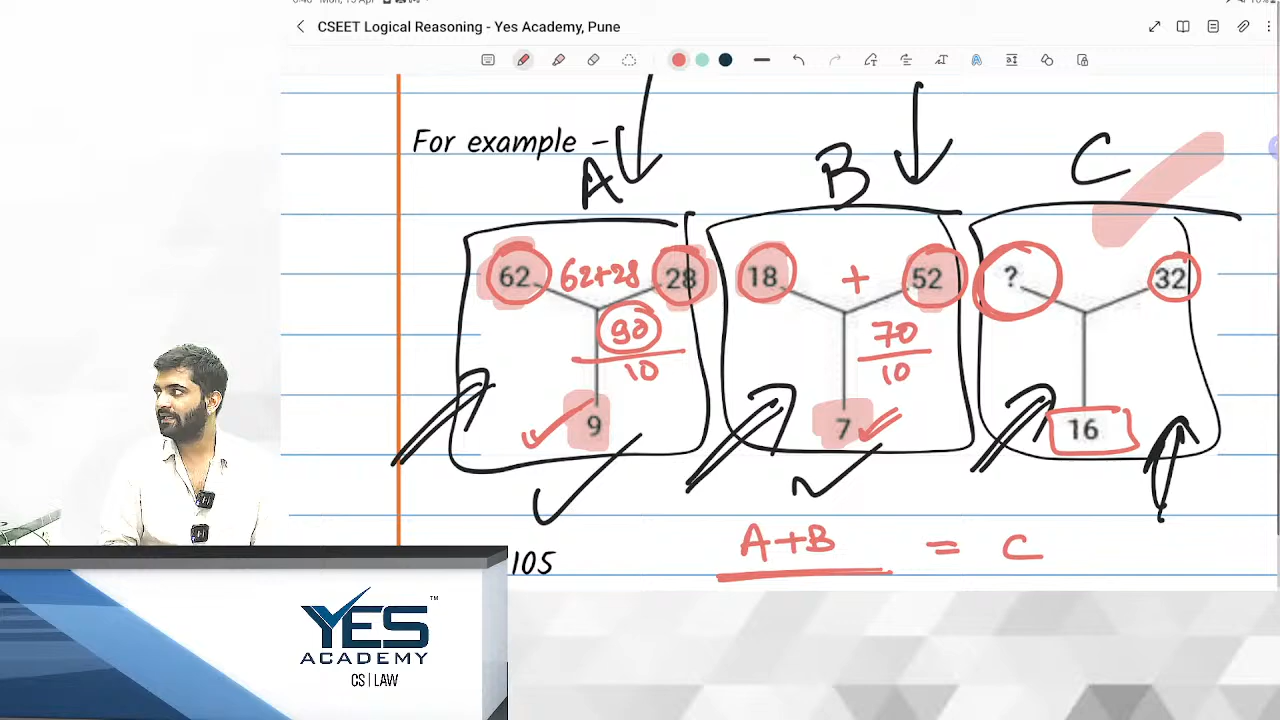 CSEET Logical Reasoning - Yes Academy, Pune
For example -
A B C
62 62+28 28 18 + 52 ? 32
90 70
10 10
9 7 16
A+B = C
105
YES™
ACADEMY
CS | LAW